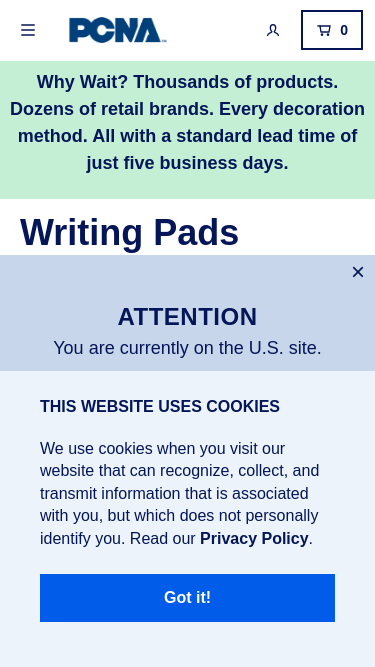 PCNA
0
Why Wait? Thousands of products.
Dozens of retail brands. Every decoration
method. All with a standard lead time of
just five business days.
Writing Pads
×
ATTENTION
You are currently on the U.S. site.
THIS WEBSITE USES COOKIES
We use cookies when you visit our
website that can recognize, collect, and
transmit information that is associated
with you, but which does not personally
identify you. Read our Privacy Policy.
Got it!